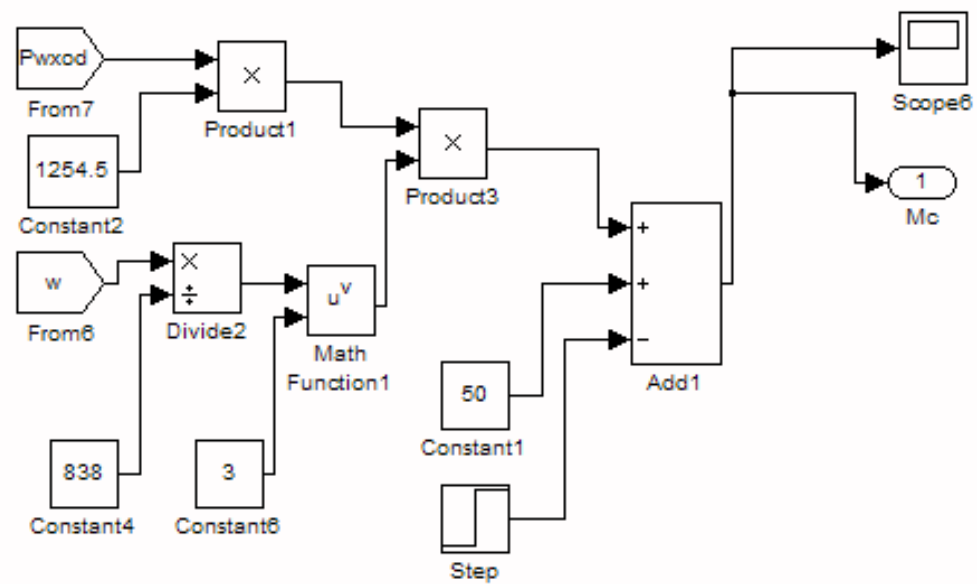 Pwxod
From7
×
Product1
1254.5
Constant2
×
Product3
w
From6
×
÷
Divide2
u^v
Math
Function1
838
Constant4
3
Constant6
50
Constant1
Step
+
+
−
Add1
Scope6
1
Mc